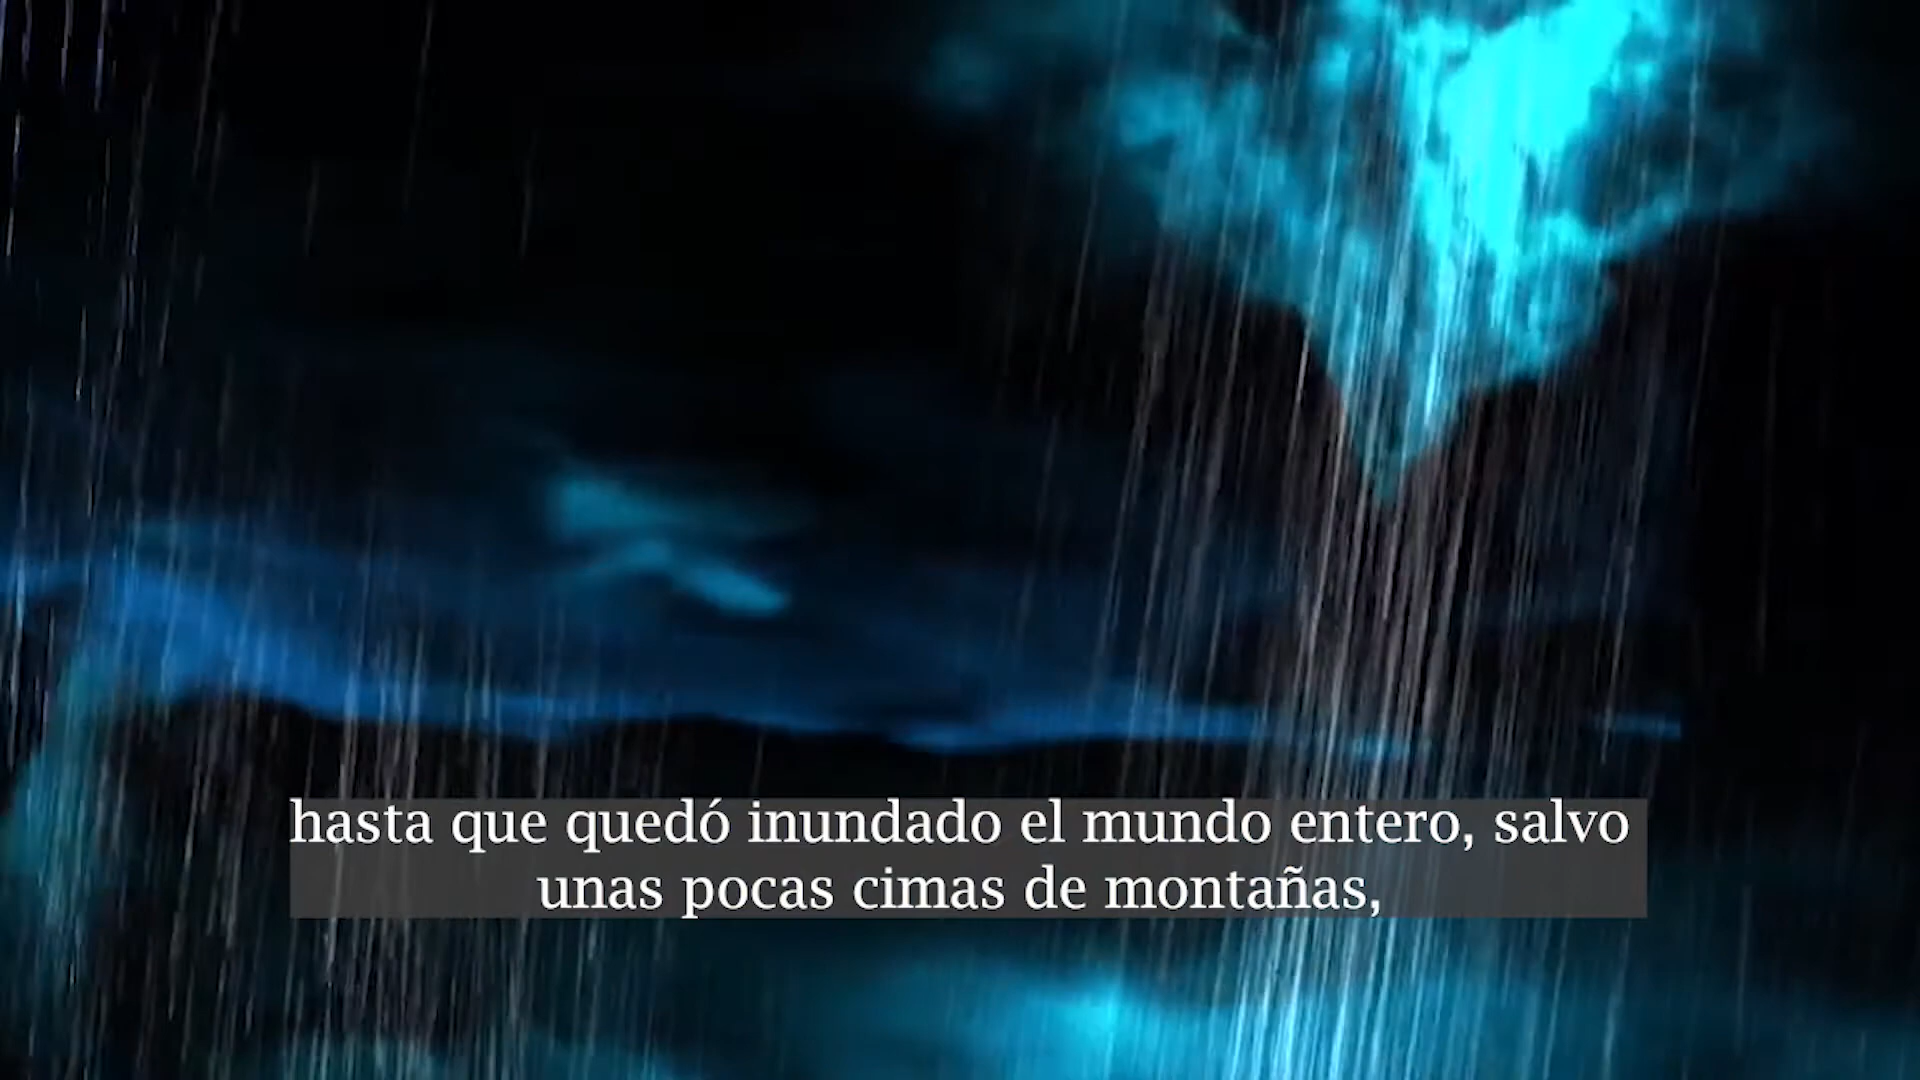 hasta que quedó inundado el mundo entero, salvo
unas pocas cimas de montañas,